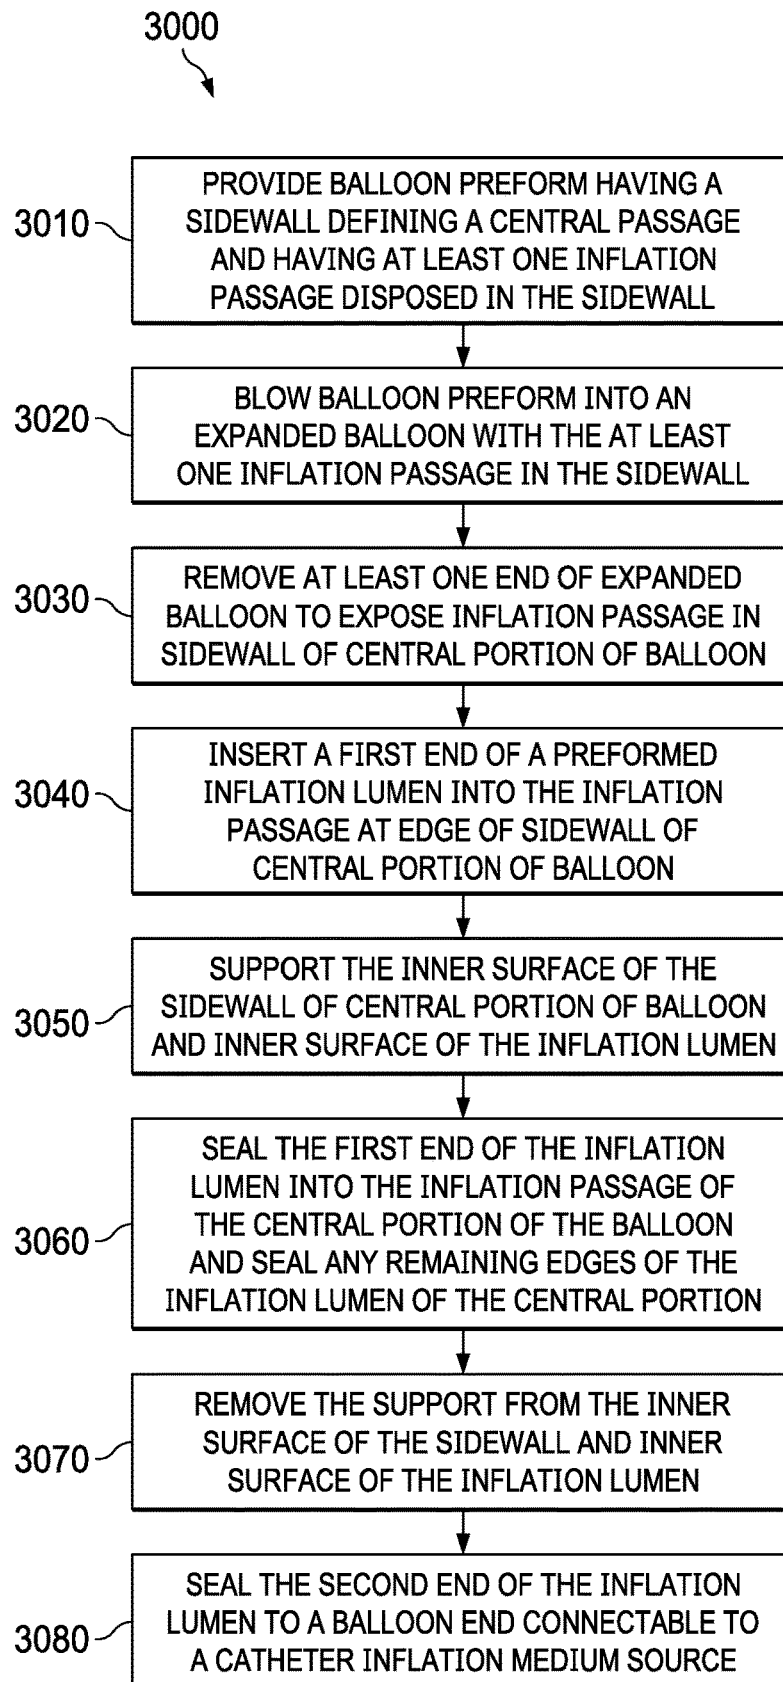 3000
3010
PROVIDE BALLOON PREFORM HAVING A
SIDEWALL DEFINING A CENTRAL PASSAGE
AND HAVING AT LEAST ONE INFLATION
PASSAGE DISPOSED IN THE SIDEWALL
3020
BLOW BALLOON PREFORM INTO AN
EXPANDED BALLOON WITH THE AT LEAST
ONE INFLATION PASSAGE IN THE SIDEWALL
3030
REMOVE AT LEAST ONE END OF EXPANDED
BALLOON TO EXPOSE INFLATION PASSAGE IN
SIDEWALL OF CENTRAL PORTION OF BALLOON
3040
INSERT A FIRST END OF A PREFORMED
INFLATION LUMEN INTO THE INFLATION
PASSAGE AT EDGE OF SIDEWALL OF
CENTRAL PORTION OF BALLOON
3050
SUPPORT THE INNER SURFACE OF THE
SIDEWALL OF CENTRAL PORTION OF BALLOON
AND INNER SURFACE OF THE INFLATION LUMEN
3060
SEAL THE FIRST END OF THE INFLATION
LUMEN INTO THE INFLATION PASSAGE OF
THE CENTRAL PORTION OF THE BALLOON
AND SEAL ANY REMAINING EDGES OF THE
INFLATION LUMEN OF THE CENTRAL PORTION
3070
REMOVE THE SUPPORT FROM THE INNER
SURFACE OF THE SIDEWALL AND INNER
SURFACE OF THE INFLATION LUMEN
3080
SEAL THE SECOND END OF THE INFLATION
LUMEN TO A BALLOON END CONNECTABLE TO
A CATHETER INFLATION MEDIUM SOURCE